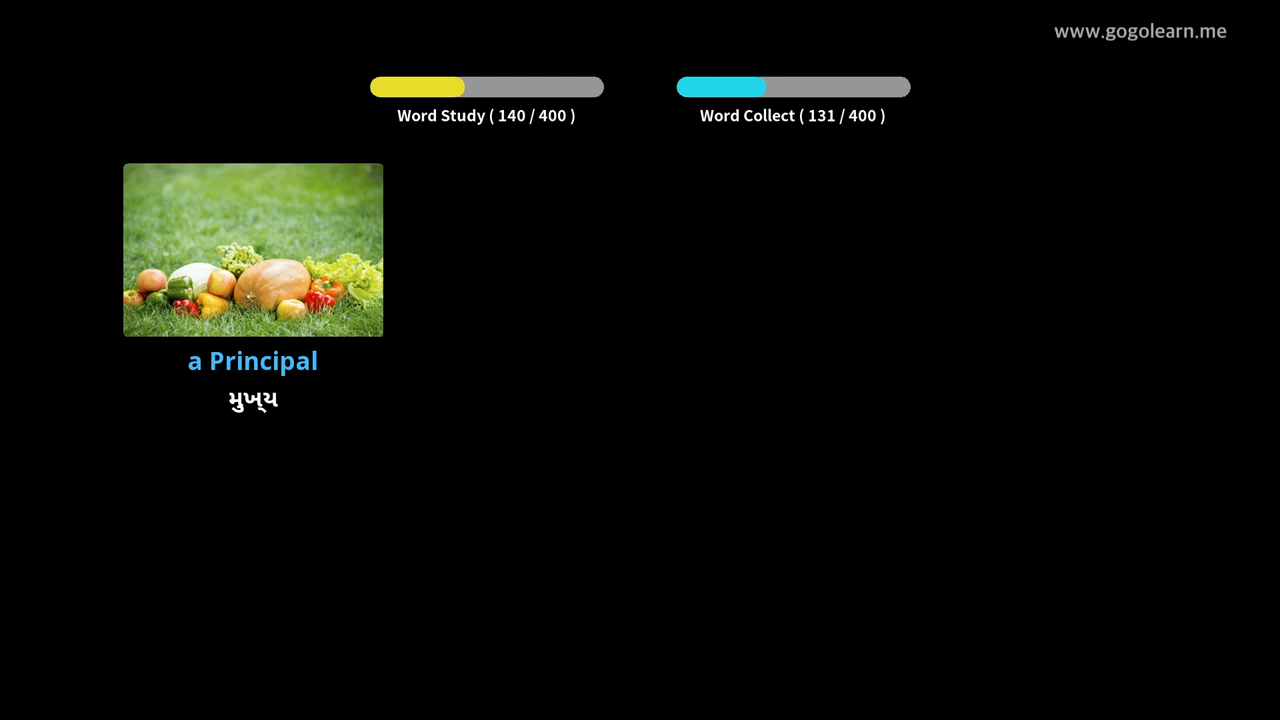 www.gogolearn.me
Word Study ( 140 / 400 )
Word Collect ( 131 / 400 )
a Principal
મુખ્ય